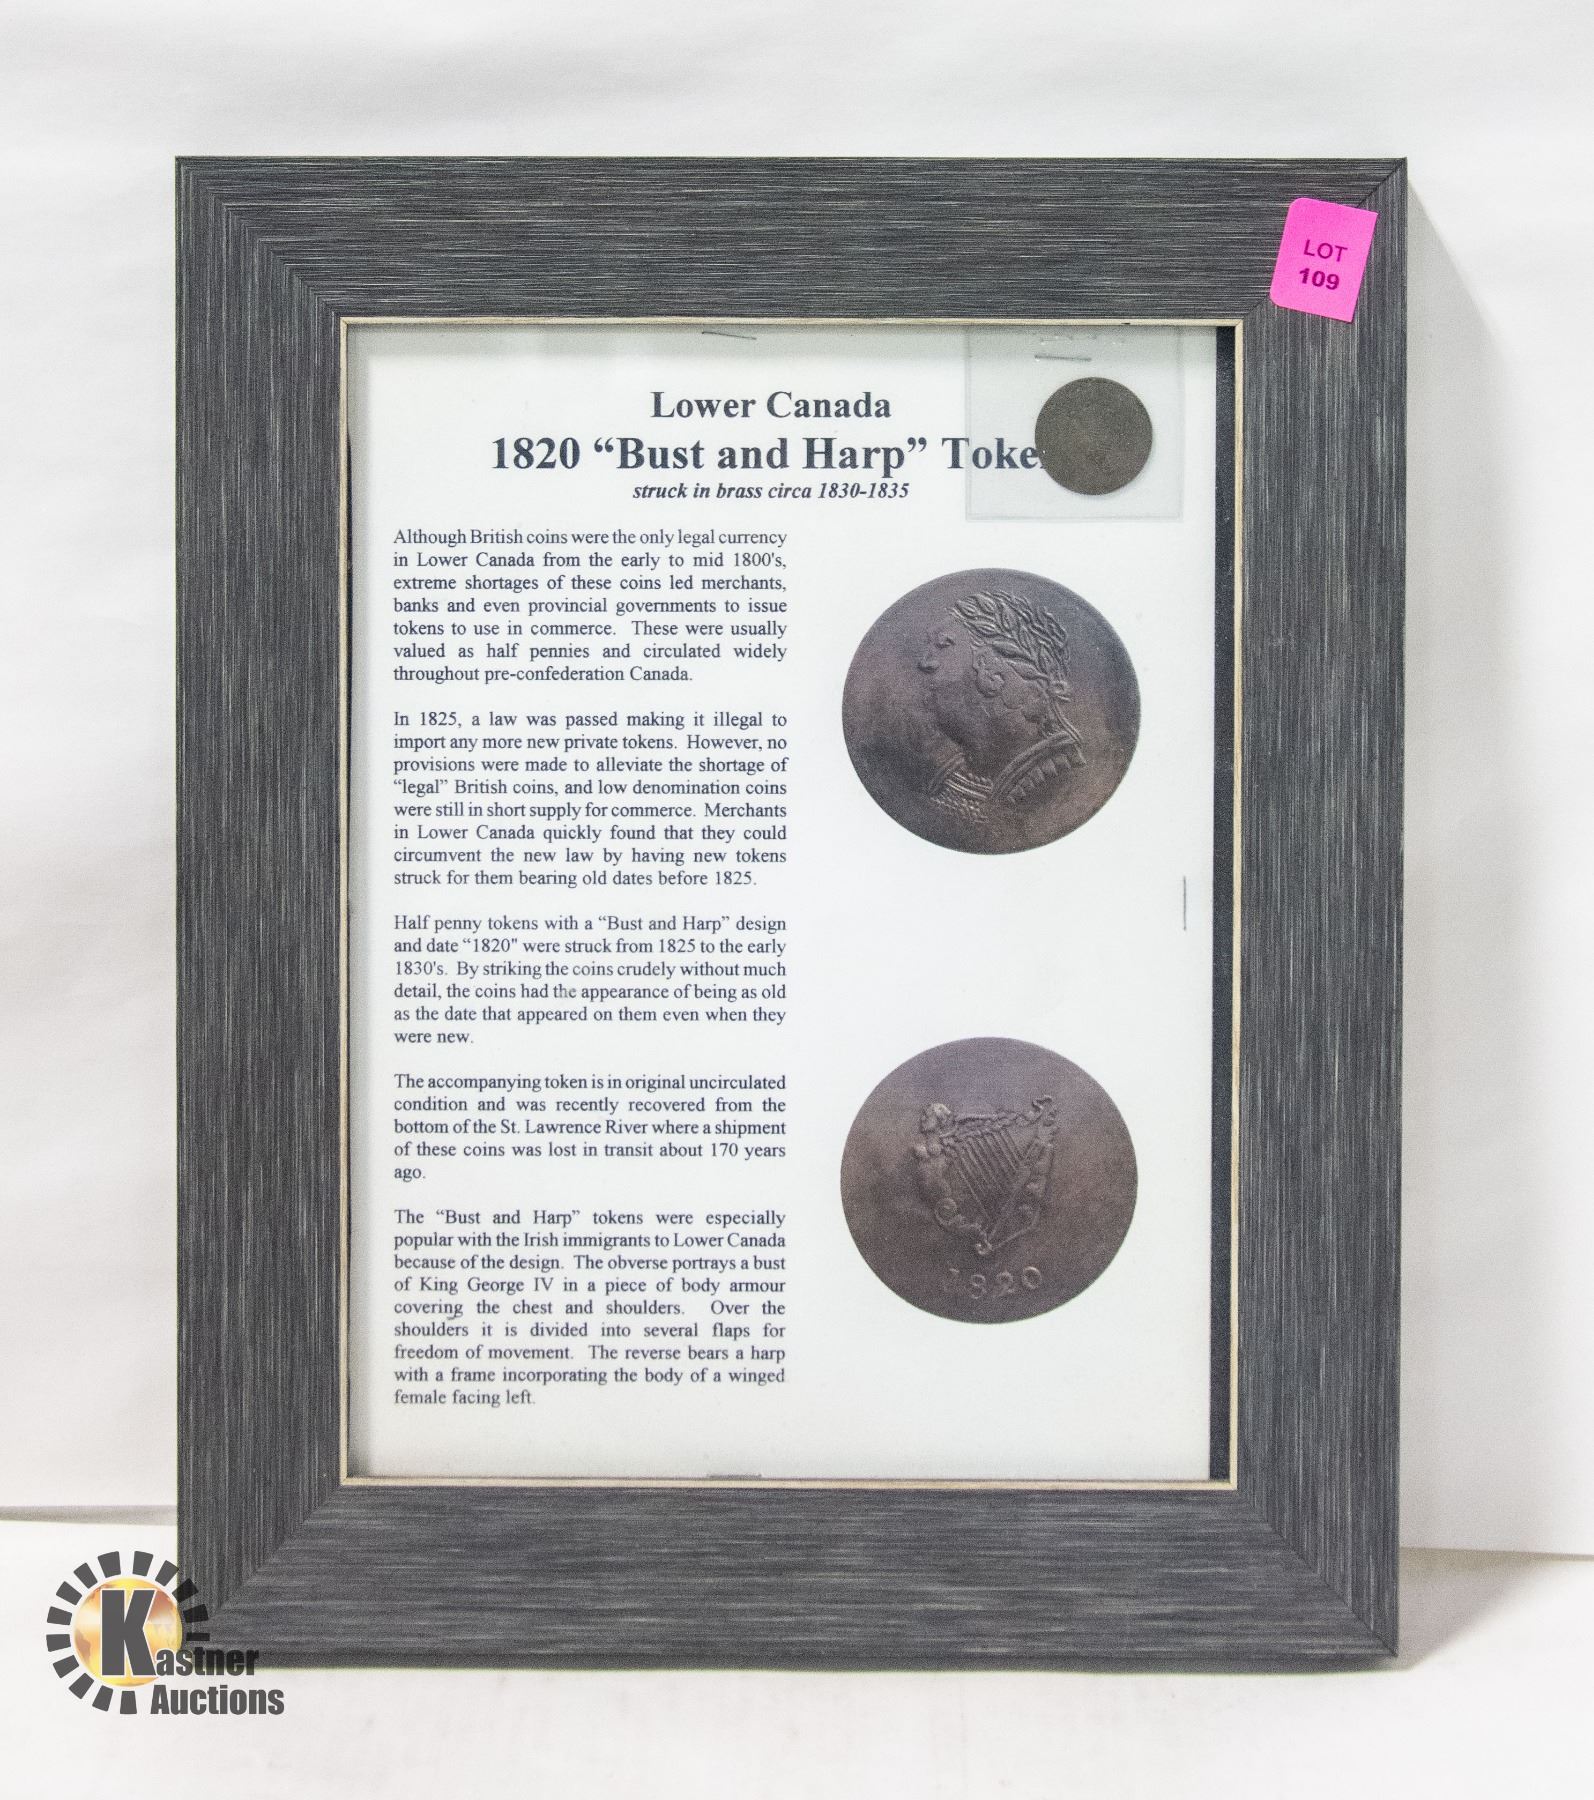 LOT
109
Lower Canada
1820 “Bust and Harp” Toke
struck in brass circa 1830-1835
Although British coins were the only legal currency
in Lower Canada from the early to mid 1800's,
extreme shortages of these coins led merchants,
banks and even provincial governments to issue
tokens to use in commerce. These were usually
valued as half pennies and circulated widely
throughout pre-confederation Canada.
In 1825, a law was passed making it illegal to
import any more new private tokens. However, no
provisions were made to alleviate the shortage of
“legal” British coins, and low denomination coins
were still in short supply for commerce. Merchants
in Lower Canada quickly found that they could
circumvent the new law by having new tokens
struck for them bearing old dates before 1825.
Half penny tokens with a “Bust and Harp” design
and date “1820" were struck from 1825 to the early
1830's. By striking the coins crudely without much
detail, the coins had the appearance of being as old
as the date that appeared on them even when they
were new.
The accompanying token is in original uncirculated
condition and was recently recovered from the
bottom of the St. Lawrence River where a shipment
of these coins was lost in transit about 170 years
ago.
The “Bust and Harp” tokens were especially
popular with the Irish immigrants to Lower Canada
because of the design. The obverse portrays a bust
of King George IV in a piece of body armour
covering the chest and shoulders. Over the
shoulders it is divided into several flaps for
freedom of movement. The reverse bears a harp
with a frame incorporating the body of a winged
female facing left.
1820
Kastner
Auctions